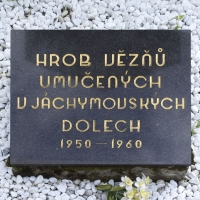 HROB VĚZŇŮ
UMUČENÝCH
V JÁCHYMOVSKÝCH
DOLECH
1950 — 1960